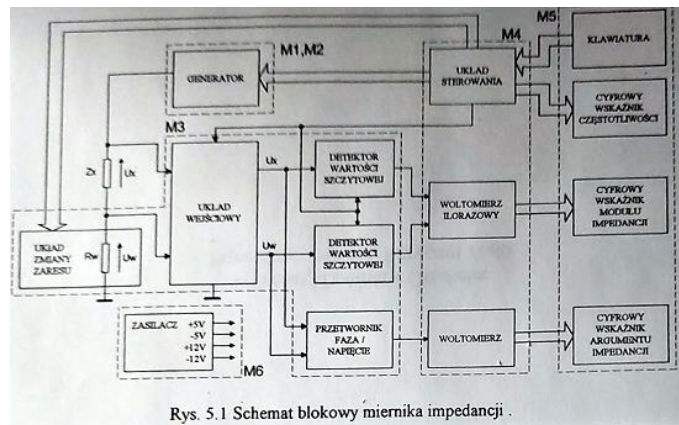 M1,M2
GENERATOR
M4
UKŁAD
STEROWANIA
M5
KLAWIATURA
CYFROWY
WSKAŹNIK
CZĘSTOTLIWOŚCI
M3
Zx
Ux
UKŁAD
WEJŚCIOWY
Ux
Uw
DETEKTOR
WARTOŚCI
SZCZYTOWEJ
DETEKTOR
WARTOŚCI
SZCZYTOWEJ
WOLTOMIERZ
ILORAZOWY
CYFROWY
WSKAŹNIK
MODUŁU
IMPEDANCJI
UKŁAD
ZMIANY
ZARESU
Rw
Uw
ZASILACZ
+5V
-5V
+12V
-12V
M6
PRZETWORNIK
FAZA /
NAPIĘCIE
WOLTOMIERZ
CYFROWY
WSKAŹNIK
ARGUMENTU
IMPEDANCJI
Rys. 5.1 Schemat blokowy miernika impedancji .